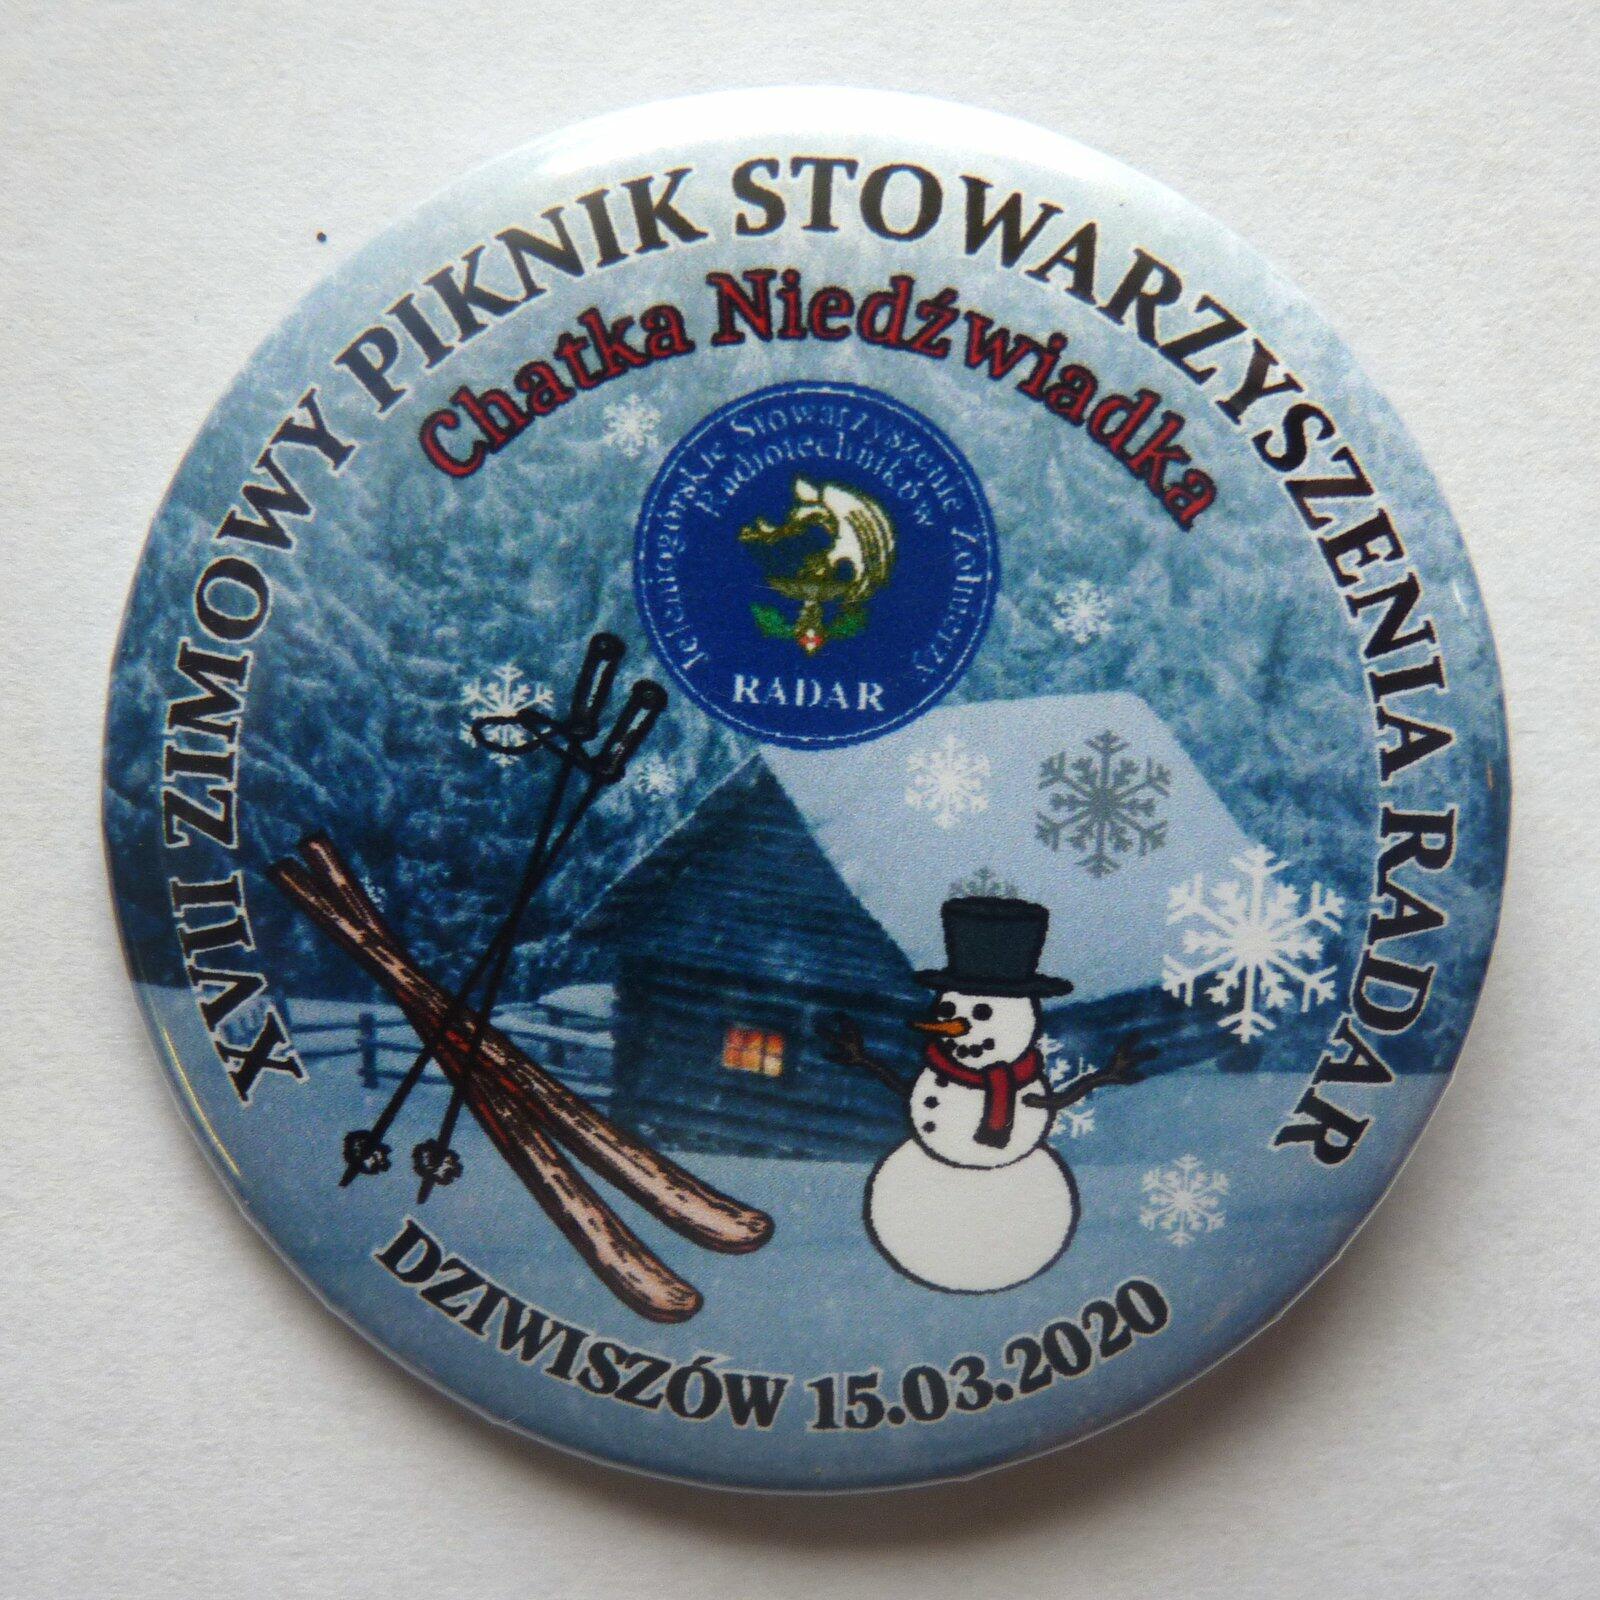 XVII ZIMOWY PIKNIK STOWARZYSZENIA RADAR
Chatka Niedźwiadka
Jeleniogórskie Stowarzyszenie Żołnierzy
Radiotechników
RADAR
DZIWISZÓW 15.03.2020